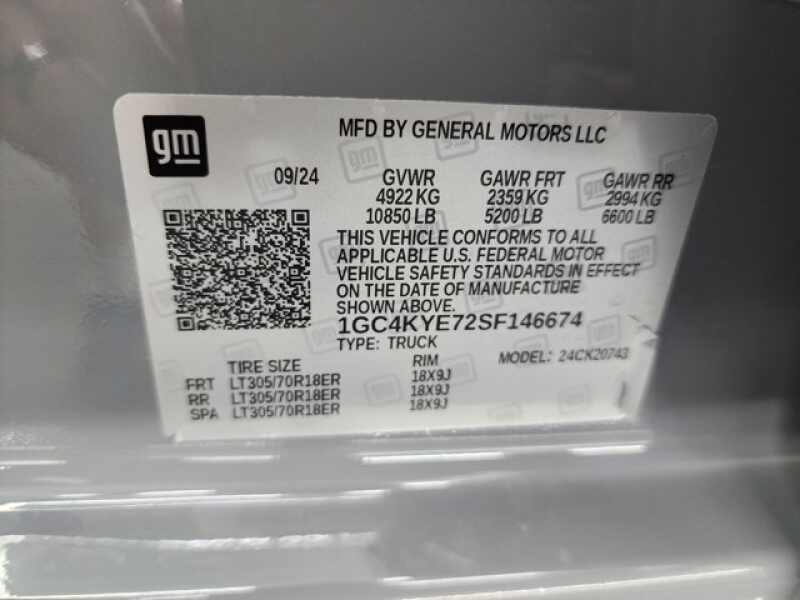 gm
MFD BY GENERAL MOTORS LLC
09/24 GVWR GAWR FRT GAWR RR
4922 KG 2359 KG 2994 KG
10850 LB 5200 LB 6600 LB
THIS VEHICLE CONFORMS TO ALL
APPLICABLE U.S. FEDERAL MOTOR
VEHICLE SAFETY STANDARDS IN EFFECT
ON THE DATE OF MANUFACTURE
SHOWN ABOVE.
1GC4KYE72SF146674
TYPE: TRUCK MODEL: 24CK20743
TIRE SIZE RIM
FRT LT305/70R18ER 18X9J
RR LT305/70R18ER 18X9J
SPA LT305/70R18ER 18X9J